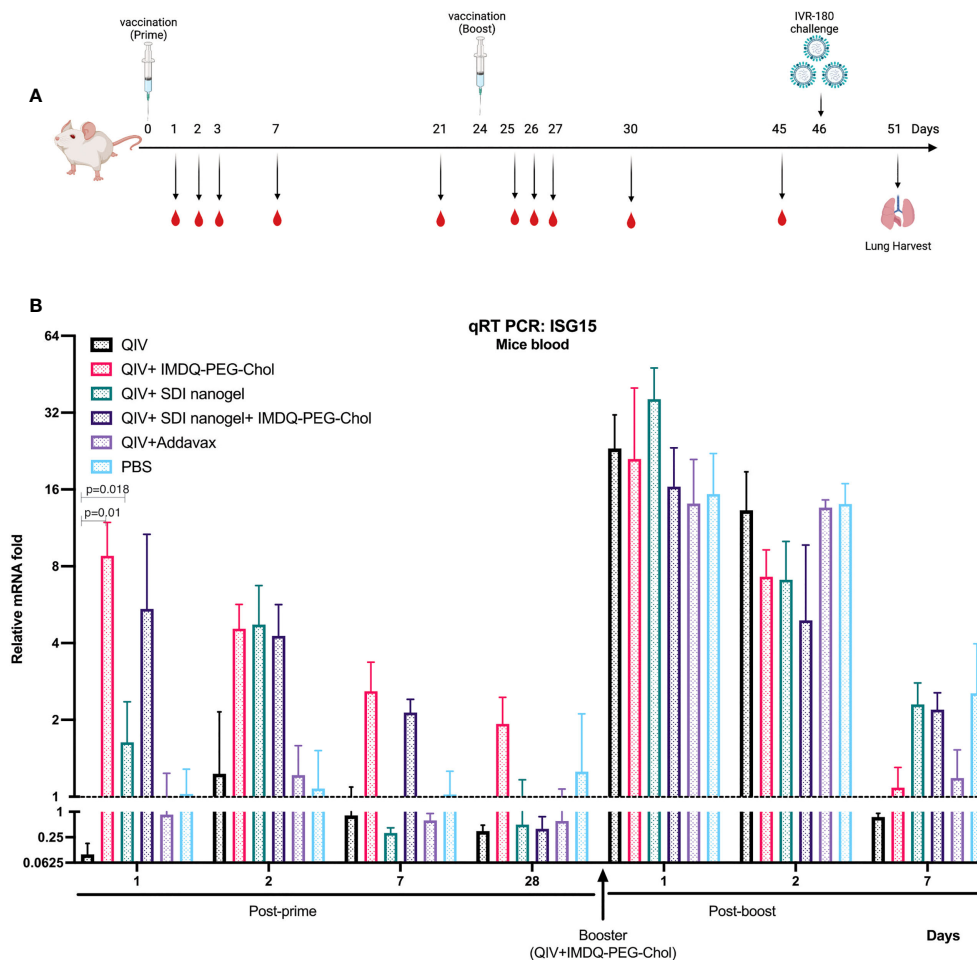 vaccination
(Prime)
vaccination
(Boost)
IVR-180
challenge
A
0 1 2 3 7 21 24 25 26 27 30 45 46 51 Days
Lung Harvest
B
qRT PCR: ISG15
Mice blood
QIV
QIV+ IMDQ-PEG-Chol
QIV+ SDI nanogel
QIV+ SDI nanogel+ IMDQ-PEG-Chol
QIV+Addavax
PBS
p=0.018
p=0.01
Relative mRNA fold
64
32
16
8
4
2
1
1
0.25
0.0625
1 2 7 28 1 2 7
Post-prime
Post-boost
Booster
(QIV+IMDQ-PEG-Chol)
Days